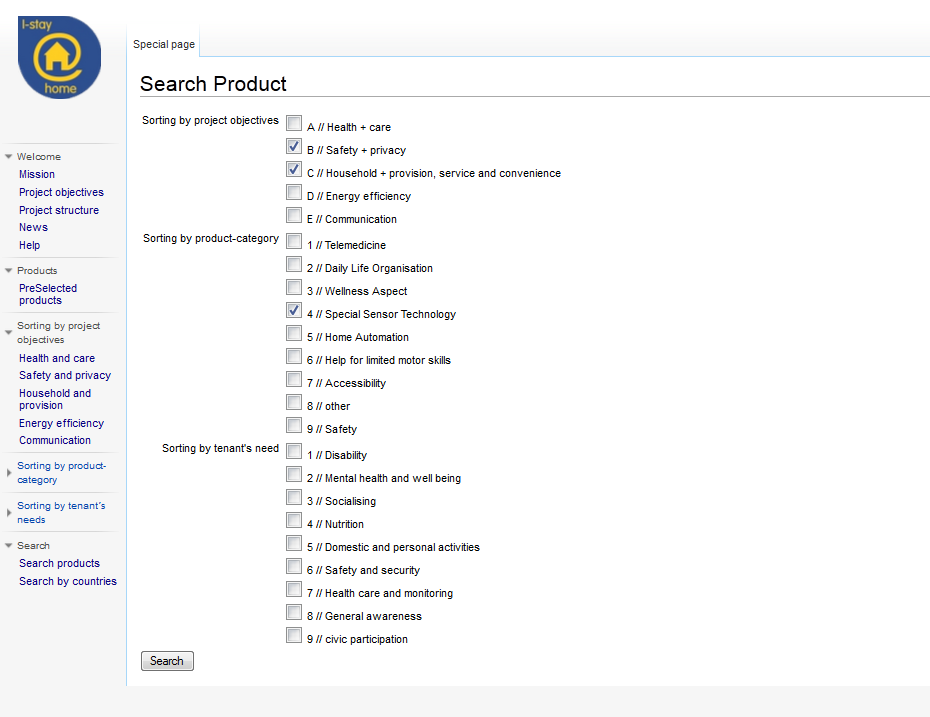 I-stay
home
Special page
Search Product
Sorting by project objectives
A // Health + care
B // Safety + privacy
C // Household + provision, service and convenience
D // Energy efficiency
E // Communication
Sorting by product-category
1 // Telemedicine
2 // Daily Life Organisation
3 // Wellness Aspect
4 // Special Sensor Technology
5 // Home Automation
6 // Help for limited motor skills
7 // Accessibility
8 // other
9 // Safety
Sorting by tenant's need
1 // Disability
2 // Mental health and well being
3 // Socialising
4 // Nutrition
5 // Domestic and personal activities
6 // Safety and security
7 // Health care and monitoring
8 // General awareness
9 // civic participation
Search
Welcome
Mission
Project objectives
Project structure
News
Help
Products
PreSelected
products
Sorting by project
objectives
Health and care
Safety and privacy
Household and
provision
Energy efficiency
Communication
Sorting by product-
category
Sorting by tenant's
needs
Search
Search products
Search by countries